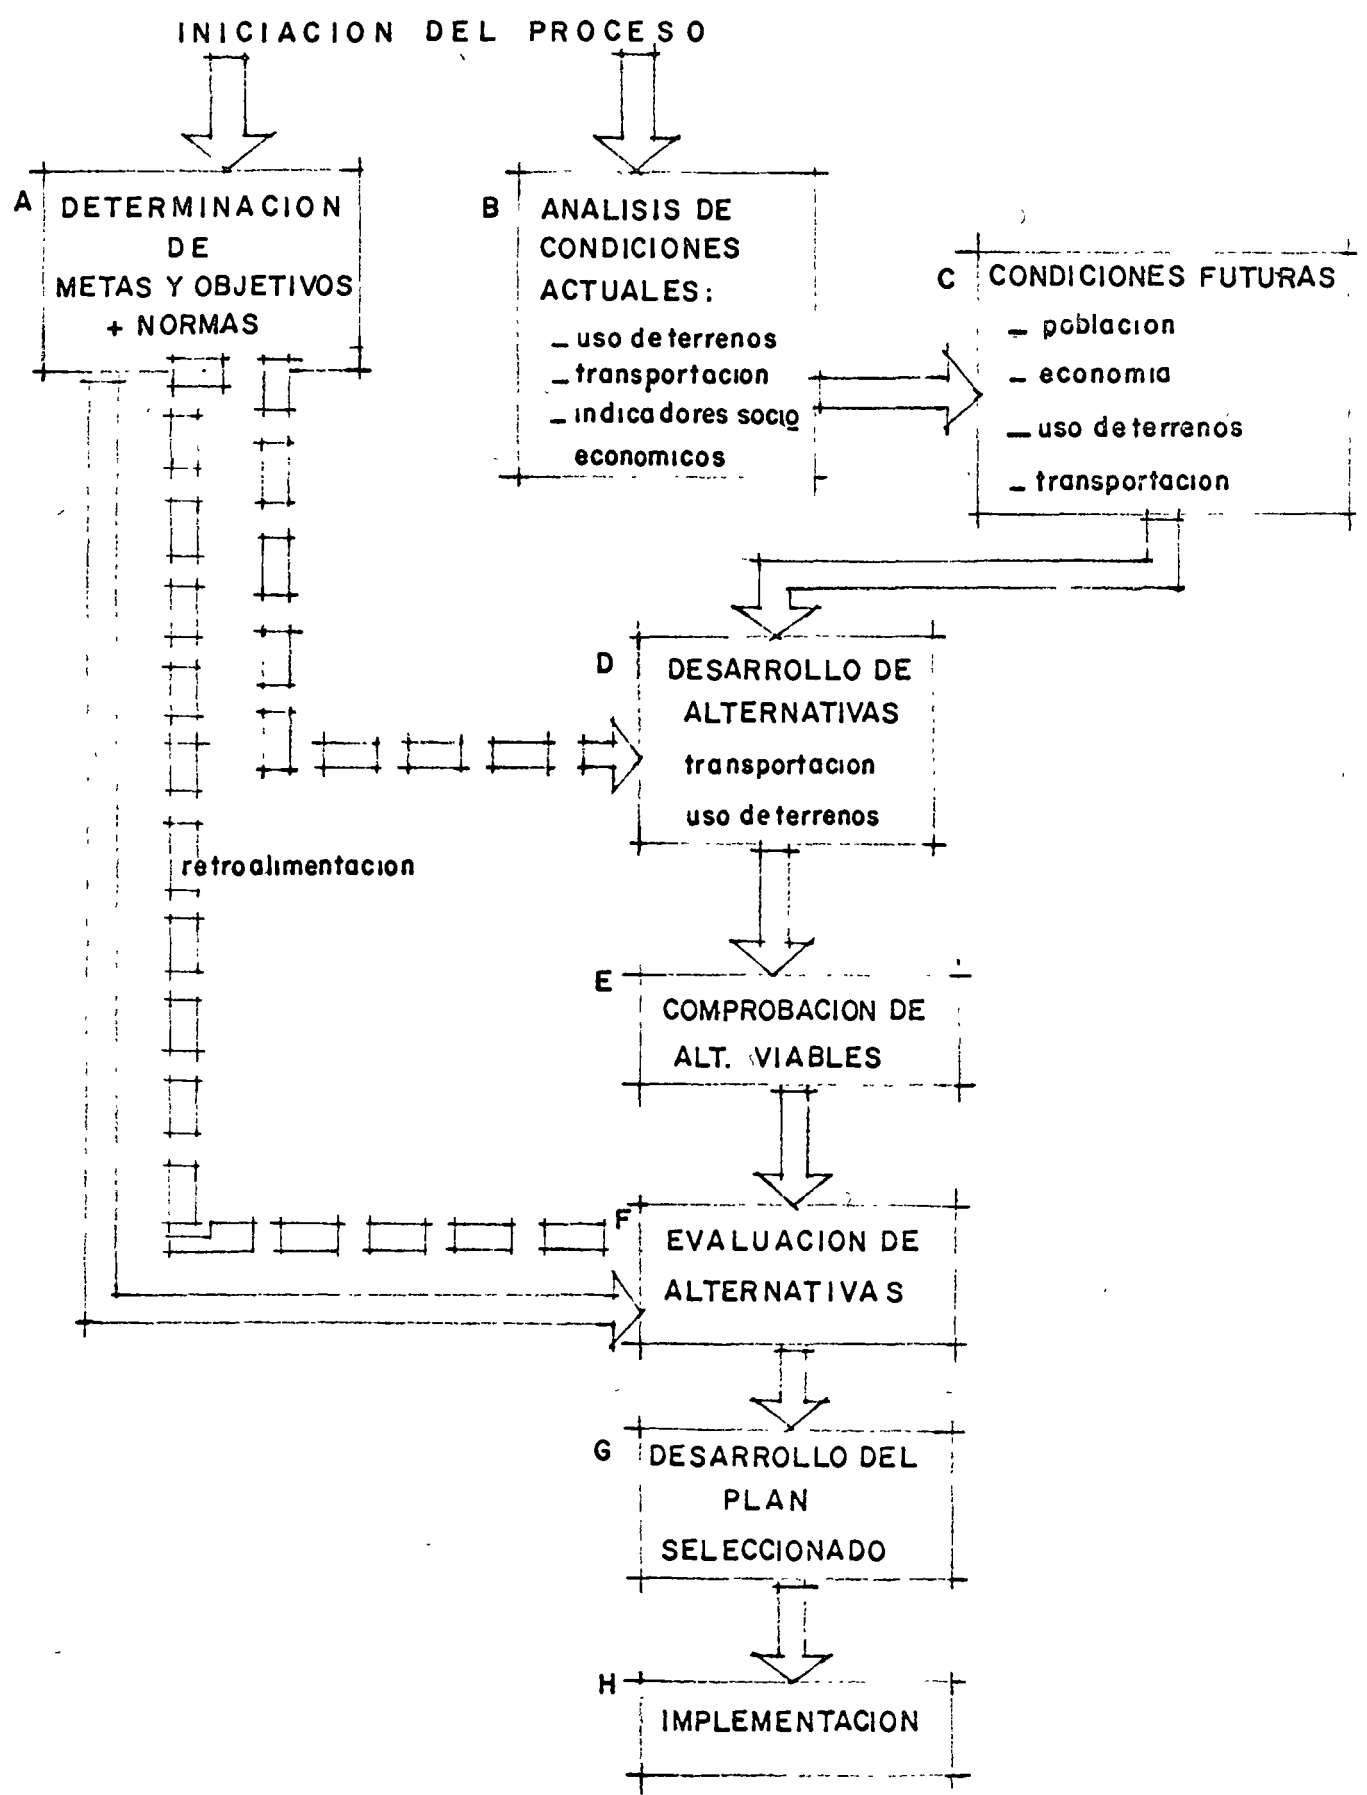 INICIACION DEL PROCESO
A
DETERMINACION
DE
METAS Y OBJETIVOS
+ NORMAS
B
ANALISIS DE
CONDICIONES
ACTUALES:
– uso de terrenos
– transportacion
– indicadores socio
economicos
C
CONDICIONES FUTURAS
– poblacion
– economia
– uso de terrenos
– transportacion
D
DESARROLLO DE
ALTERNATIVAS
transportacion
uso de terrenos
retroalimentacion
E
COMPROBACION DE
ALT. VIABLES
F
EVALUACION DE
ALTERNATIVAS
G
DESARROLLO DEL
PLAN
SELECCIONADO
H
IMPLEMENTACION